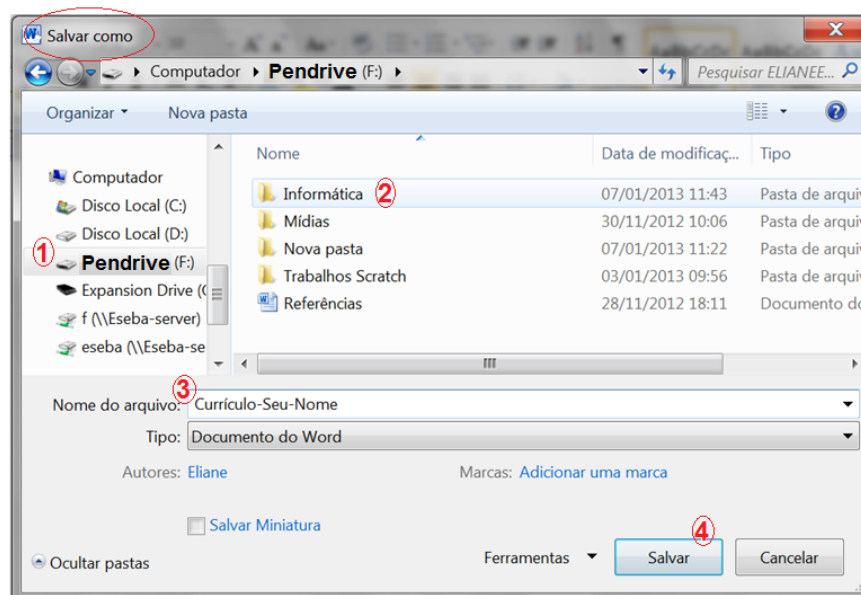 Salvar como
X
Computador Pendrive (F:) Pesquisar ELIANEE...
Organizar Nova pasta ?
Nome Data de modificaç... Tipo
Computador
Disco Local (C:)
Disco Local (D:)
1 Pendrive (F:)
Expansion Drive (
f (\\Eseba-server)
eseba (\\Eseba-se
Informática 2 07/01/2013 11:43 Pasta de arqui
Mídias 30/11/2012 10:06 Pasta de arqui
Nova pasta 07/01/2013 11:22 Pasta de arqui
Trabalhos Scratch 03/01/2013 09:56 Pasta de arqui
Referências 28/11/2012 18:11 Documento do
3
Nome do arquivo: Currículo-Seu-Nome
Tipo: Documento do Word
Autores: Eliane Marcas: Adicionar uma marca
Salvar Miniatura
4
Ocultar pastas Ferramentas Salvar Cancelar